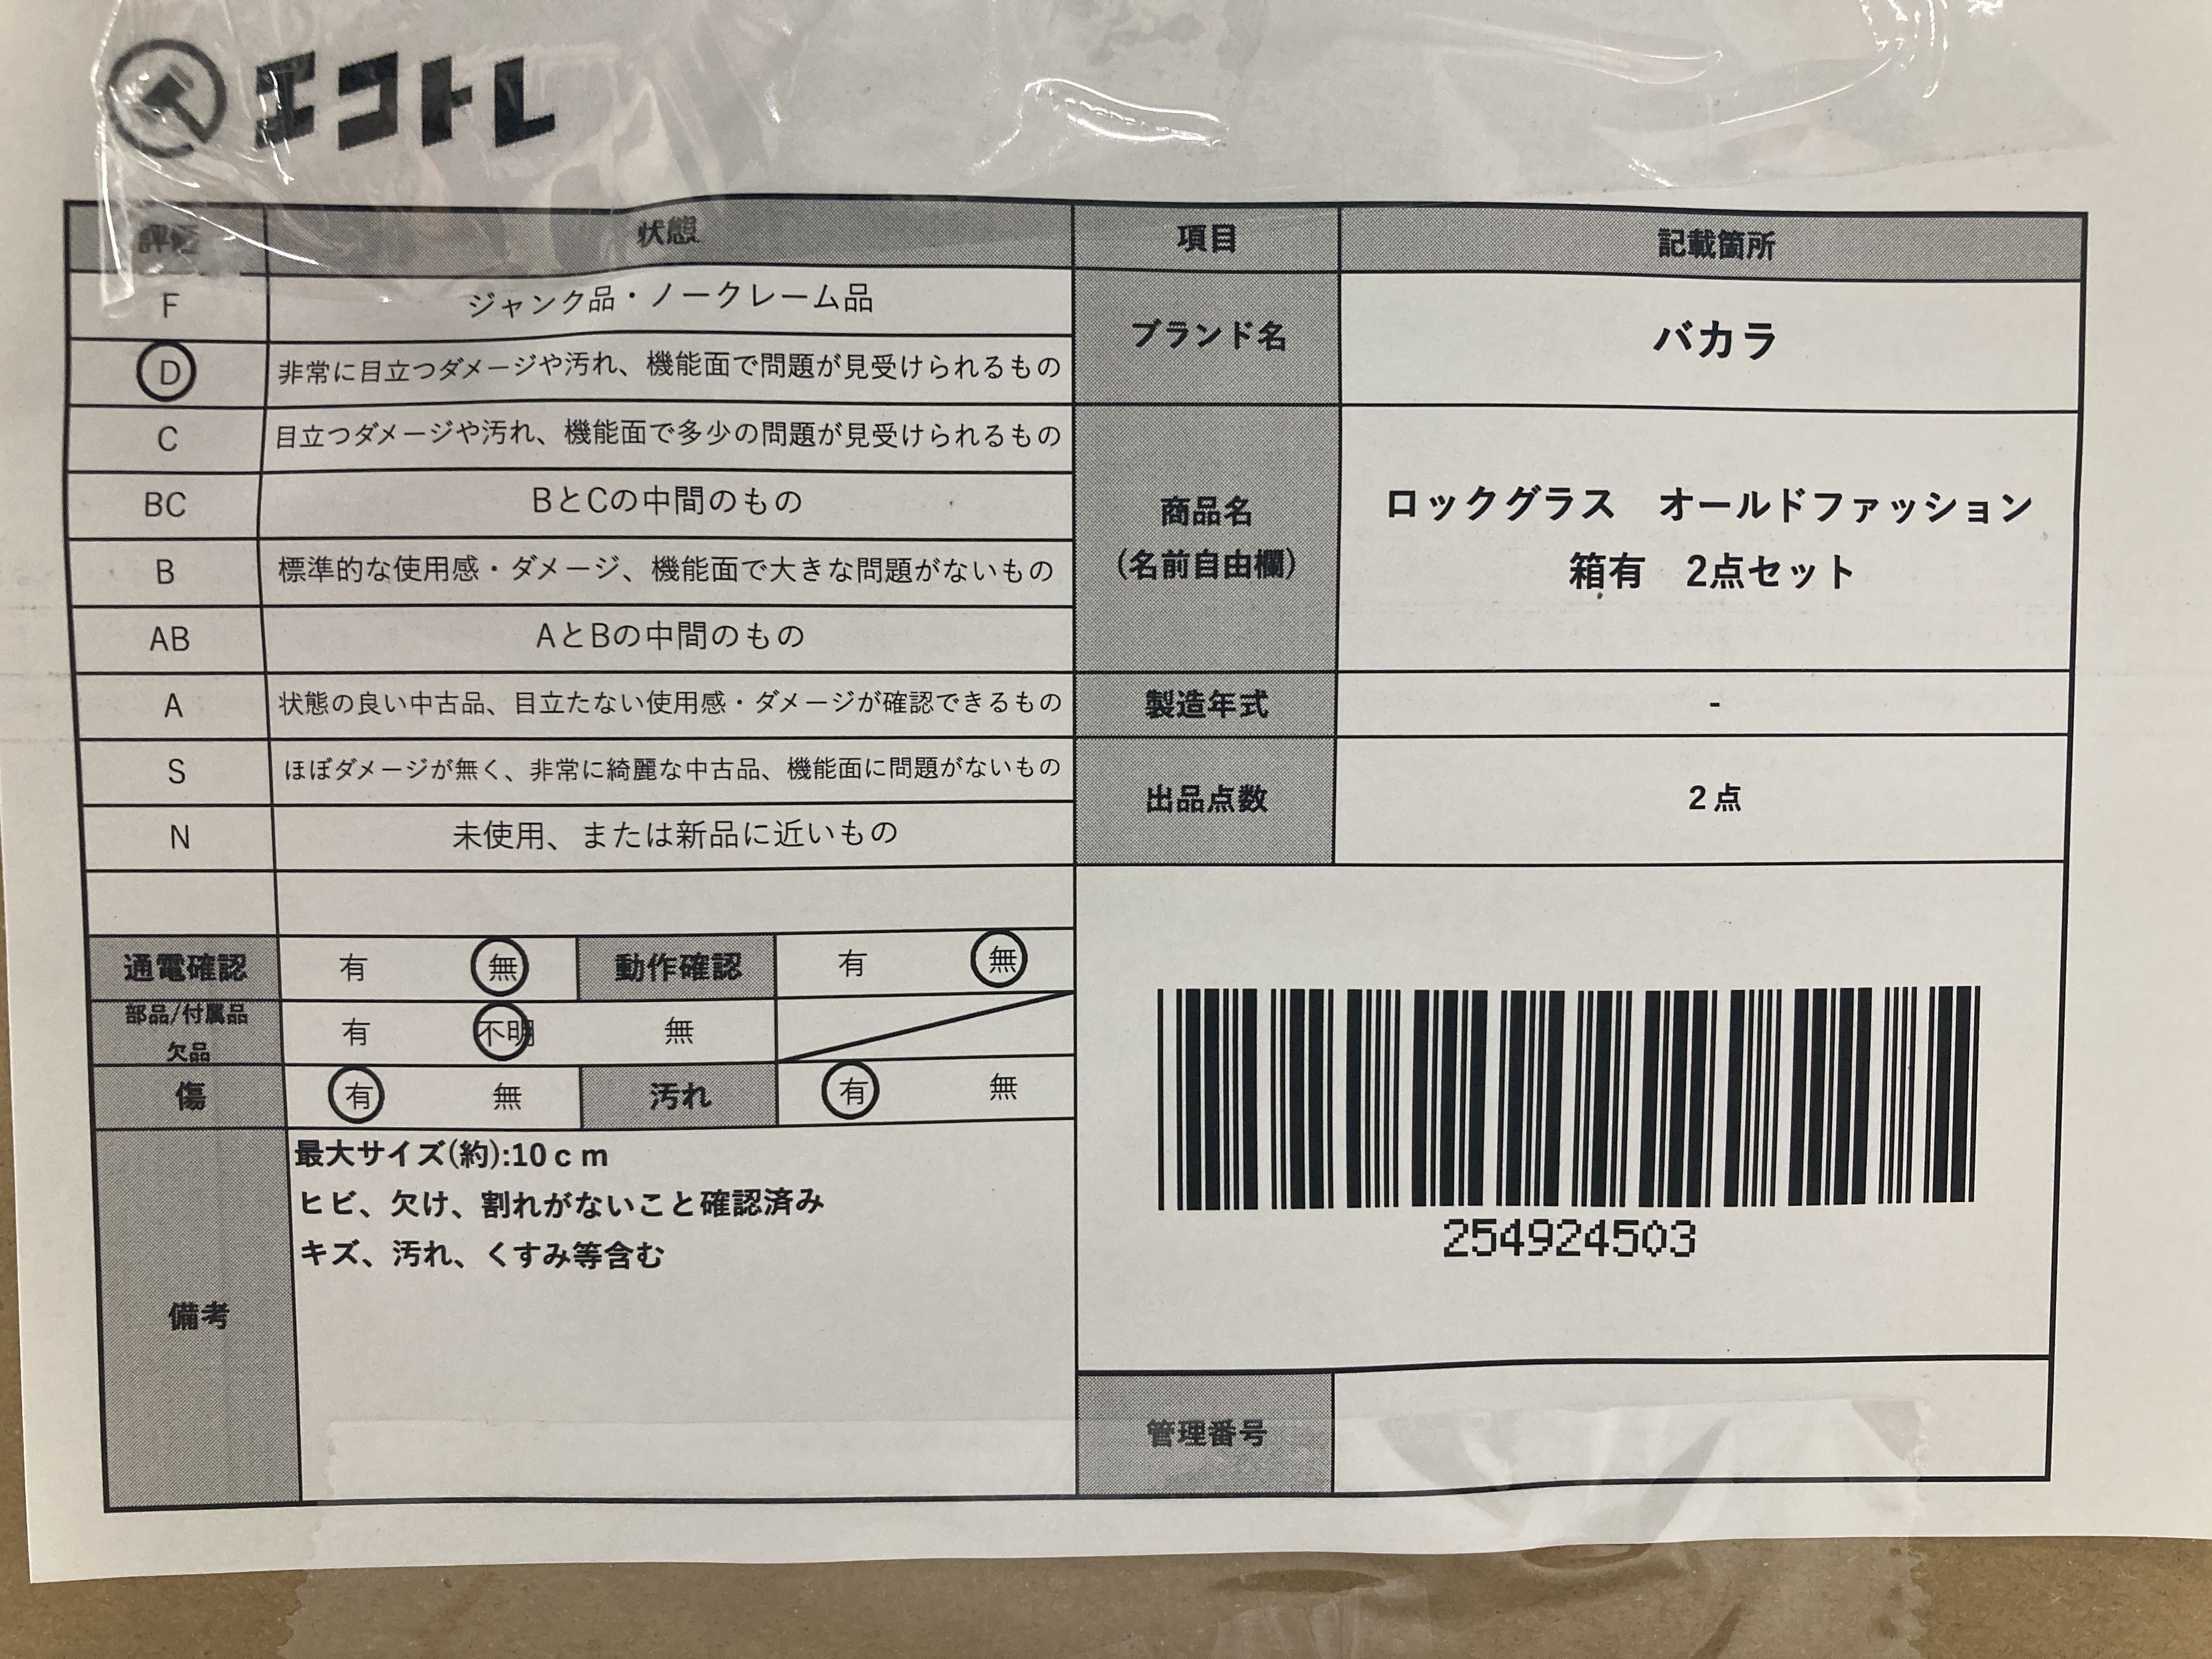 エコトレ
評価 状態 項目 記載箇所
F ジャンク品・ノークレーム品
D 非常に目立つダメージや汚れ、機能面で問題が見受けられるもの
C 目立つダメージや汚れ、機能面で多少の問題が見受けられるもの
BC BとCの中間のもの
B 標準的な使用感・ダメージ、機能面で大きな問題がないもの
AB AとBの中間のもの
A 状態の良い中古品、目立たない使用感・ダメージが確認できるもの
S ほぼダメージが無く、非常に綺麗な中古品、機能面に問題がないもの
N 未使用、または新品に近いもの
通電確認 有 無 動作確認 有 無
部品/付属品
欠品 有 不明 無
傷 有 無 汚れ 有 無
備考
最大サイズ(約):10ｃｍ
ヒビ、欠け、割れがないこと確認済み
キズ、汚れ、くすみ等含む
ブランド名 バカラ
商品名
(名前自由欄)
ロックグラス　オールドファッション
箱有　2点セット
製造年式 -
出品点数 2点
254924503
管理番号